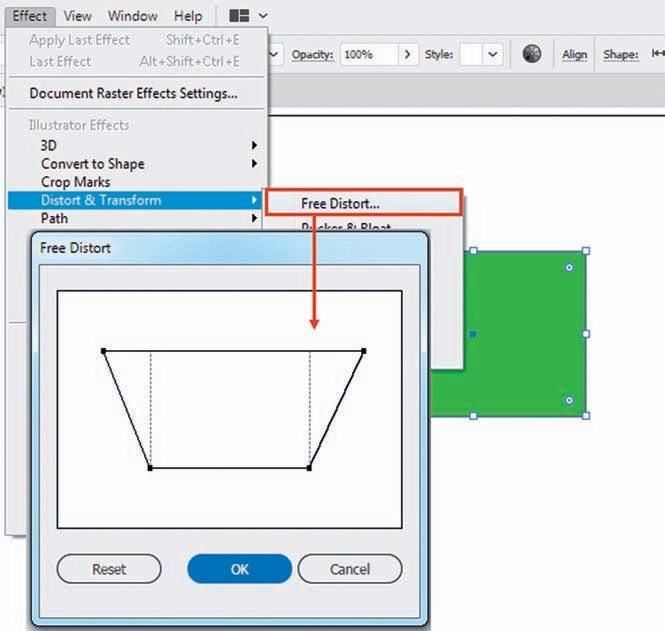 Effect View Window Help
Apply Last Effect Shift+Ctrl+E
Last Effect Alt+Shift+Ctrl+E
Opacity: 100% Style: Align Shape:
Document Raster Effects Settings...
Illustrator Effects
3D
Convert to Shape
Crop Marks
Distort & Transform
Path
Free Distort...
Pucker & Bloat...
Free Distort
Reset OK Cancel